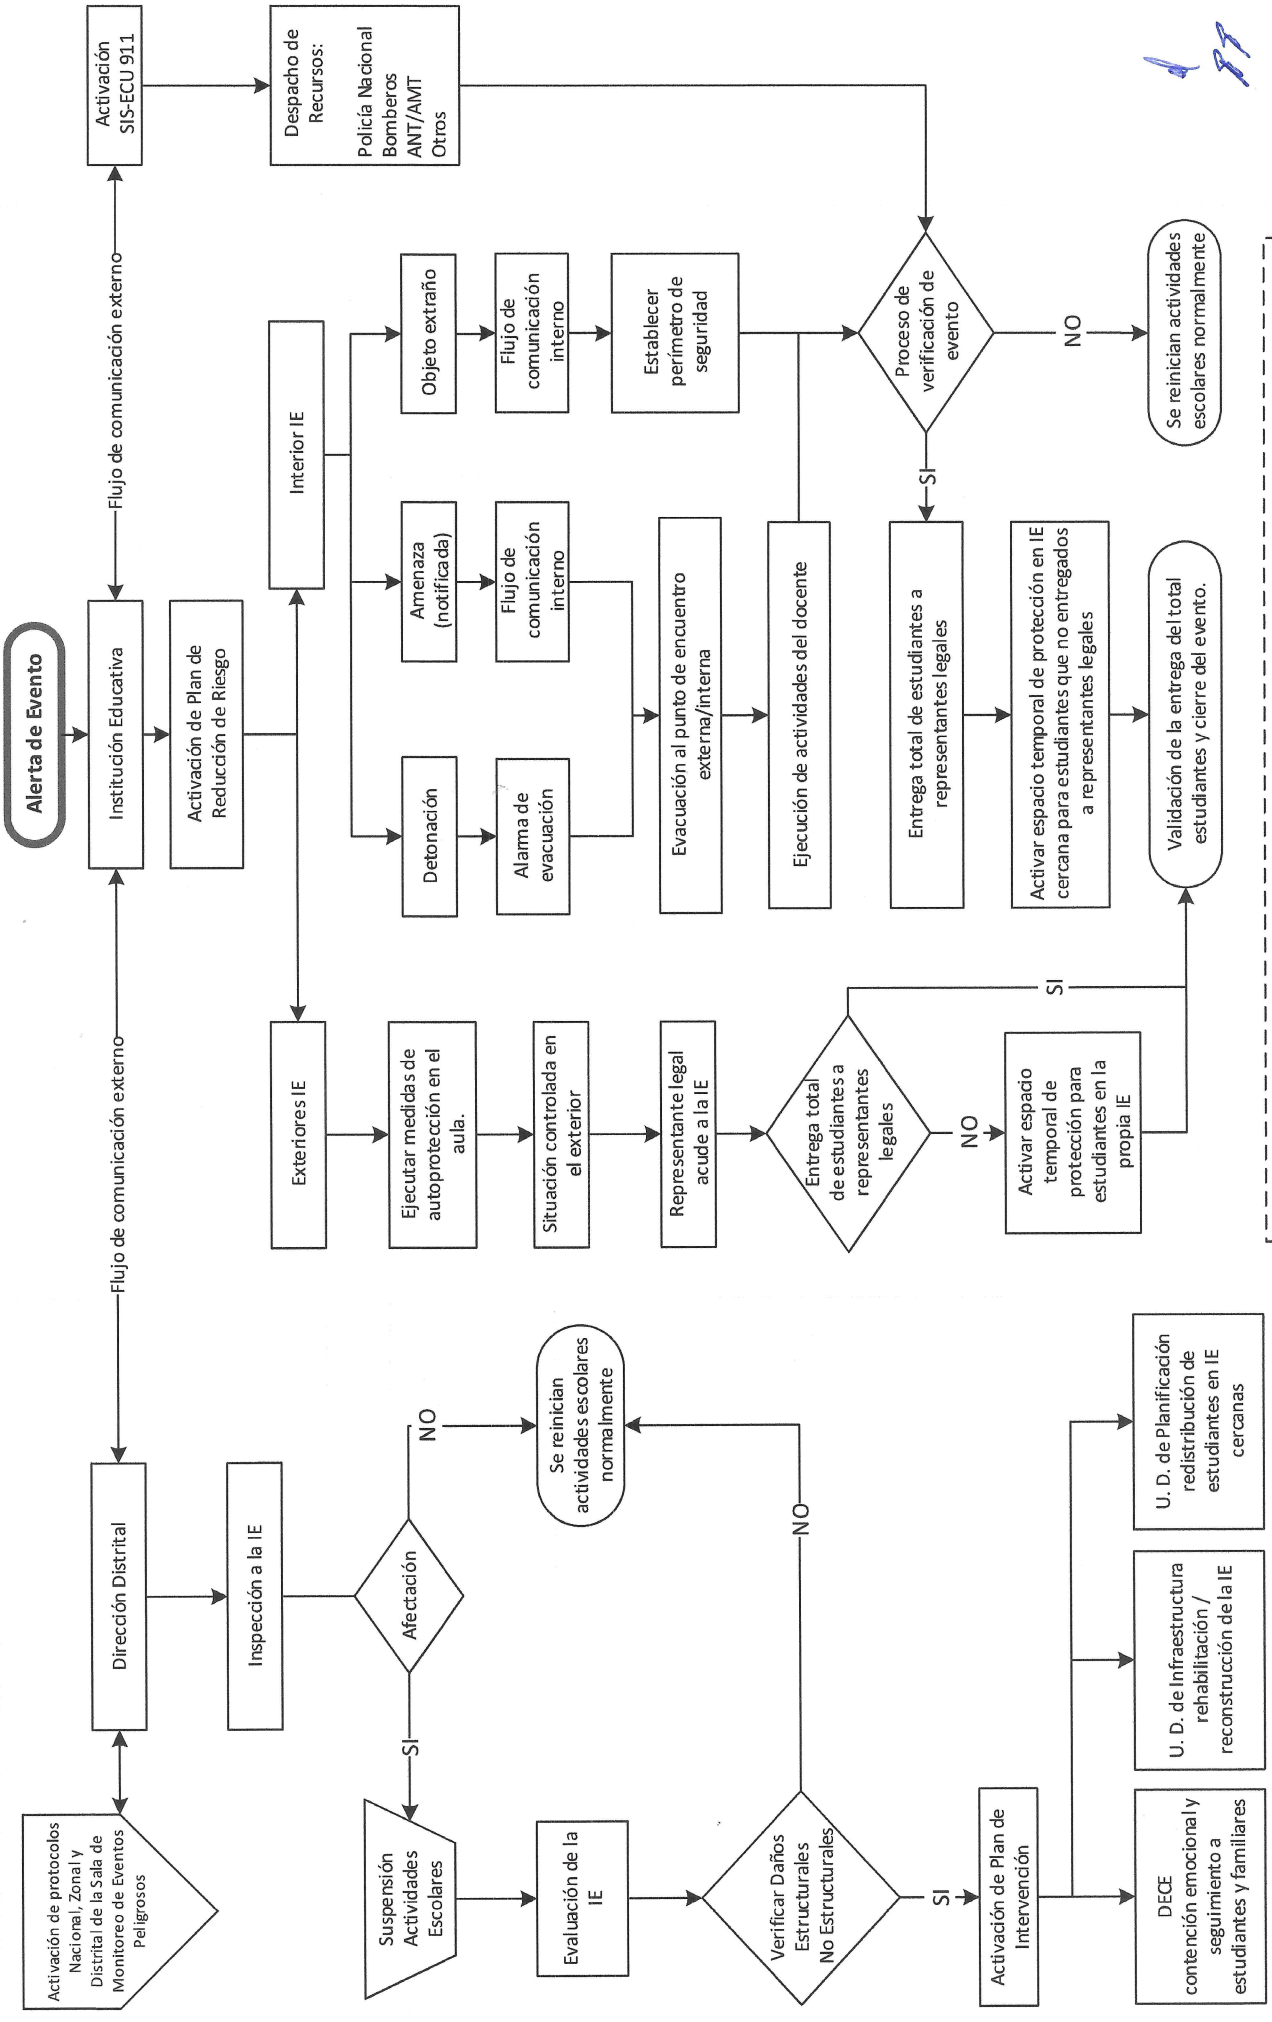 Alerta de Evento
Activación de protocolos
Nacional, Zonal y
Distrital de la Sala de
Monitoreo de Eventos
Peligrosos
Dirección Distrital
Flujo de comunicación externo
Institución Educativa
Flujo de comunicación externo
Activación
SIS-ECU 911
Inspección a la IE
Activación de Plan de
Reducción de Riesgo
Despacho de
Recursos:
Policía Nacional
Bomberos
ANT/AMT
Otros
Exteriores IE
Interior IE
Afectación
SI
NO
Suspensión
Actividades
Escolares
Se reinician
actividades escolares
normalmente
Evaluación de la
IE
Verificar Daños
Estructurales
No Estructurales
NO
SI
Activación de Plan de
Intervención
DECE
contención emocional y
seguimiento a
estudiantes y familiares
U. D. de Infraestructura
rehabilitación /
reconstrucción de la IE
U. D. de Planificación
redistribución de
estudiantes en IE
cercanas
Ejecutar medidas de
autoprotección en el
aula.
Situación controlada en
el exterior
Representante legal
acude a la IE
Entrega total
de estudiantes a
representantes
legales
SI
NO
Activar espacio
temporal de
protección para
estudiantes en la
propia IE
Detonación
Alarma de
evacuación
Amenaza
(notificada)
Flujo de
comunicación
interno
Objeto extraño
Flujo de
comunicación
interno
Establecer
perímetro de
seguridad
Evacuación al punto de encuentro
externa/interna
Ejecución de actividades del docente
Proceso de
verificación de
evento
SI
NO
Entrega total de estudiantes a
representantes legales
Activar espacio temporal de protección en IE
cercana para estudiantes que no entregados
a representantes legales
Validación de la entrega del total
estudiantes y cierre del evento.
Se reinician actividades
escolares normalmente